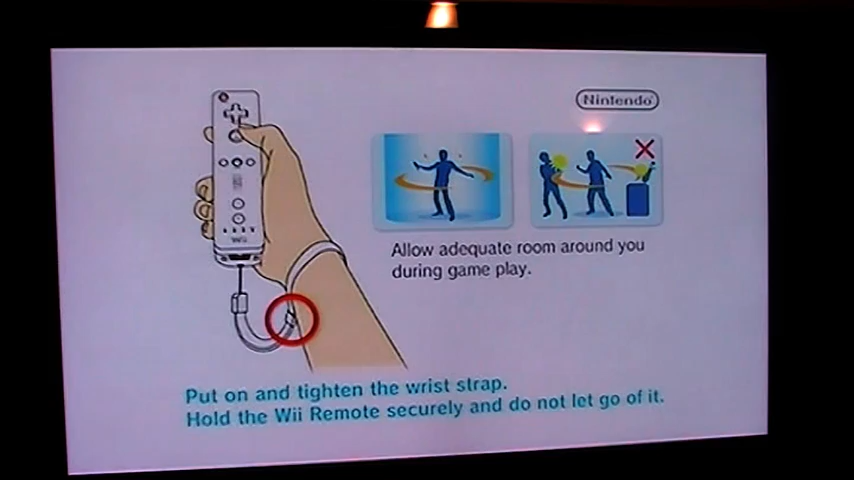 Nintendo
Wii
Allow adequate room around you
during game play.
Put on and tighten the wrist strap.
Hold the Wii Remote securely and do not let go of it.